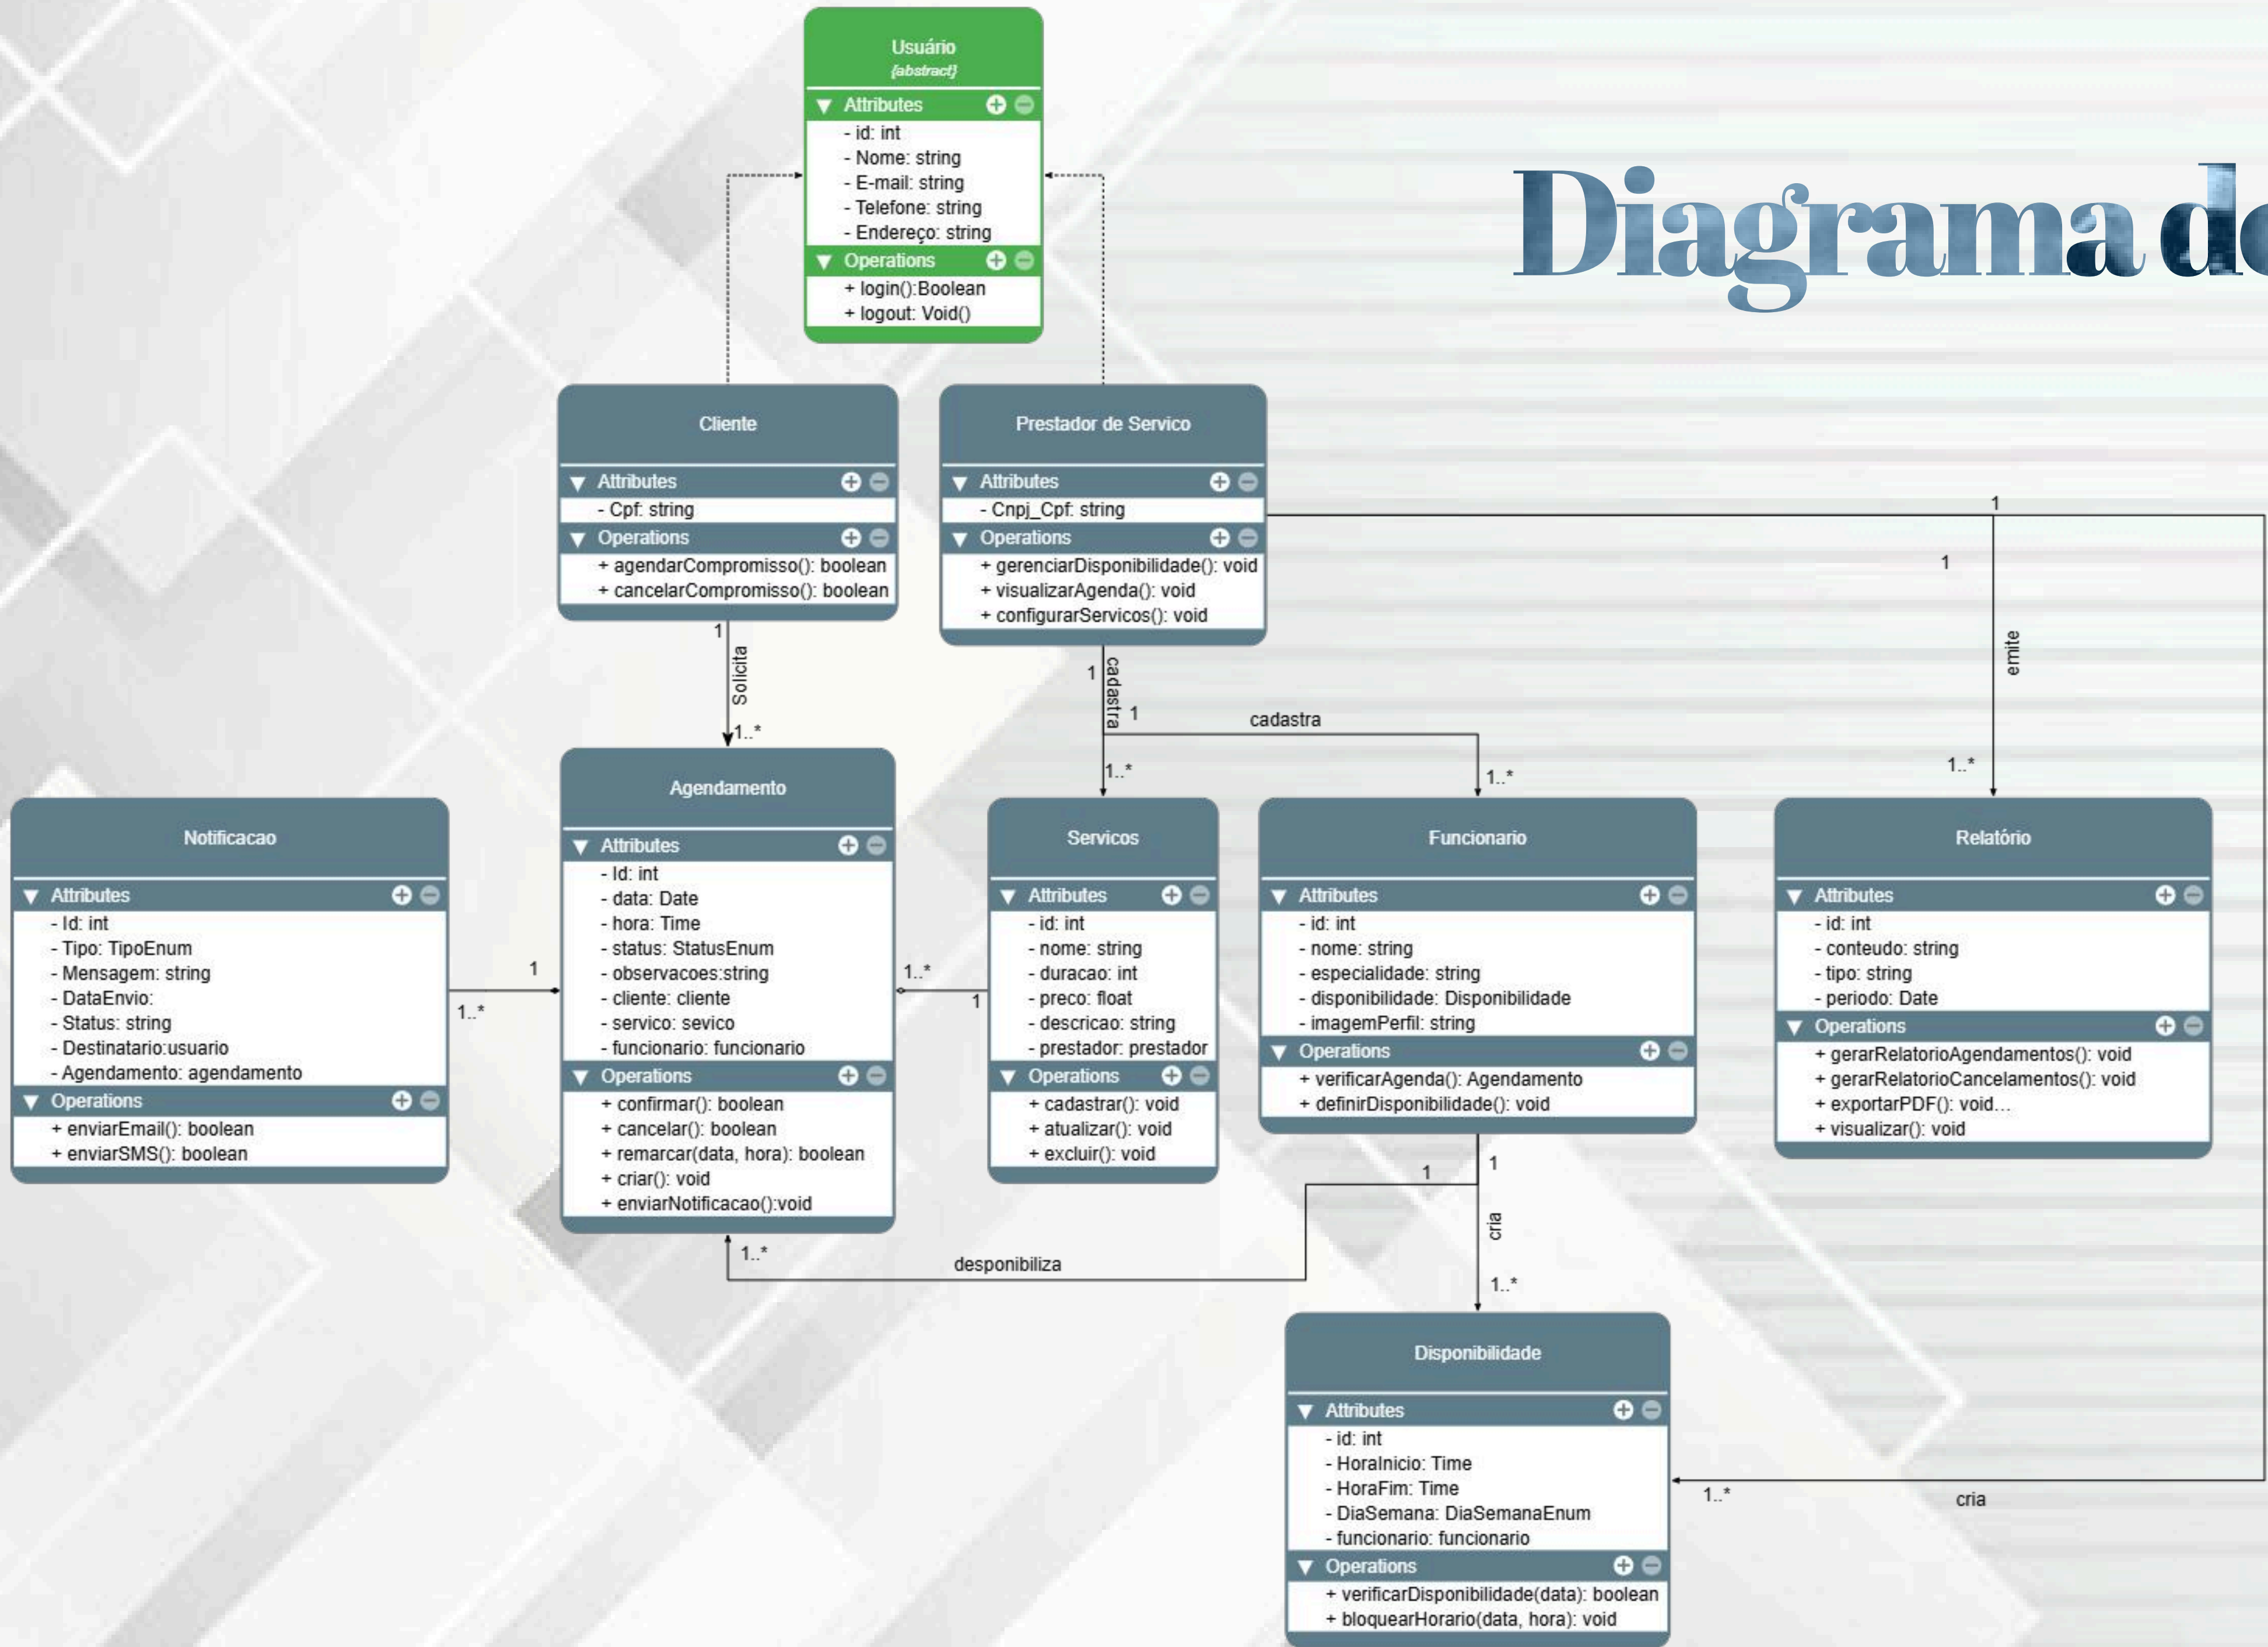 Diagrama de
Usuário
{abstract}
Attributes
- id: int
- Nome: string
- E-mail: string
- Telefone: string
- Endereço: string
Operations
+ login():Boolean
+ logout: Void()
Cliente
Attributes
- Cpf: string
Operations
+ agendarCompromisso(): boolean
+ cancelarCompromisso(): boolean
Prestador de Servico
Attributes
- Cnpj_Cpf: string
Operations
+ gerenciarDisponibilidade(): void
+ visualizarAgenda(): void
+ configurarServicos(): void
1
1
emite
1..*
1
Solicita
1..*
1
cadastra
1
cadastra
1..*
1..*
Notificacao
Attributes
- Id: int
- Tipo: TipoEnum
- Mensagem: string
- DataEnvio:
- Status: string
- Destinatario:usuario
- Agendamento: agendamento
Operations
+ enviarEmail(): boolean
+ enviarSMS(): boolean
1
1..*
Agendamento
Attributes
- Id: int
- data: Date
- hora: Time
- status: StatusEnum
- observacoes:string
- cliente: cliente
- servico: sevico
- funcionario: funcionario
Operations
+ confirmar(): boolean
+ cancelar(): boolean
+ remarcar(data, hora): boolean
+ criar(): void
+ enviarNotificacao():void
1..*
1
Servicos
Attributes
- id: int
- nome: string
- duracao: int
- preco: float
- descricao: string
- prestador: prestador
Operations
+ cadastrar(): void
+ atualizar(): void
+ excluir(): void
Funcionario
Attributes
- id: int
- nome: string
- especialidade: string
- disponibilidade: Disponibilidade
- imagemPerfil: string
Operations
+ verificarAgenda(): Agendamento
+ definirDisponibilidade(): void
Relatório
Attributes
- id: int
- conteudo: string
- tipo: string
- periodo: Date
Operations
+ gerarRelatorioAgendamentos(): void
+ gerarRelatorioCancelamentos(): void
+ exportarPDF(): void...
+ visualizar(): void
1
1
cria
1..*
desponibiliza
1..*
Disponibilidade
Attributes
- id: int
- HoraInicio: Time
- HoraFim: Time
- DiaSemana: DiaSemanaEnum
- funcionario: funcionario
Operations
+ verificarDisponibilidade(data): boolean
+ bloquearHorario(data, hora): void
1..*
cria